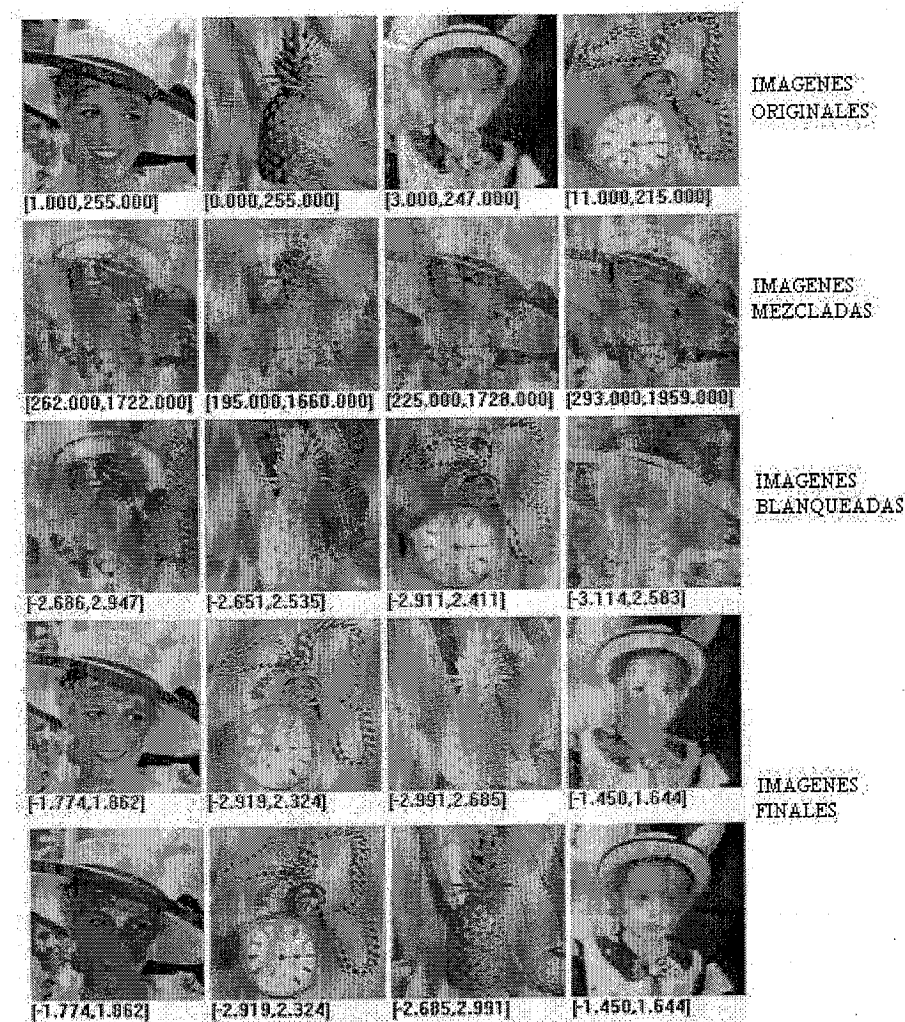 IMAGENES
ORIGINALES
[1.000,255.000] [0.000,255.000] [3.000,247.000] [11.000,215.000]
IMAGENES
MEZCLADAS
[262.000,1722.000] [195.000,1660.000] [225.000,1728.000] [293.000,1959.000]
IMAGENES
BLANQUEADAS
[-2.686,2.947] [-2.651,2.535] [-2.911,2.411] [-3.114,2.583]
[-1.774,1.862] [-2.919,2.324] [-2.991,2.685] [-1.450,1.644]
IMAGENES
FINALES
[-1.774,1.862] [-2.919,2.324] [-2.685,2.991] [-1.450,1.644]